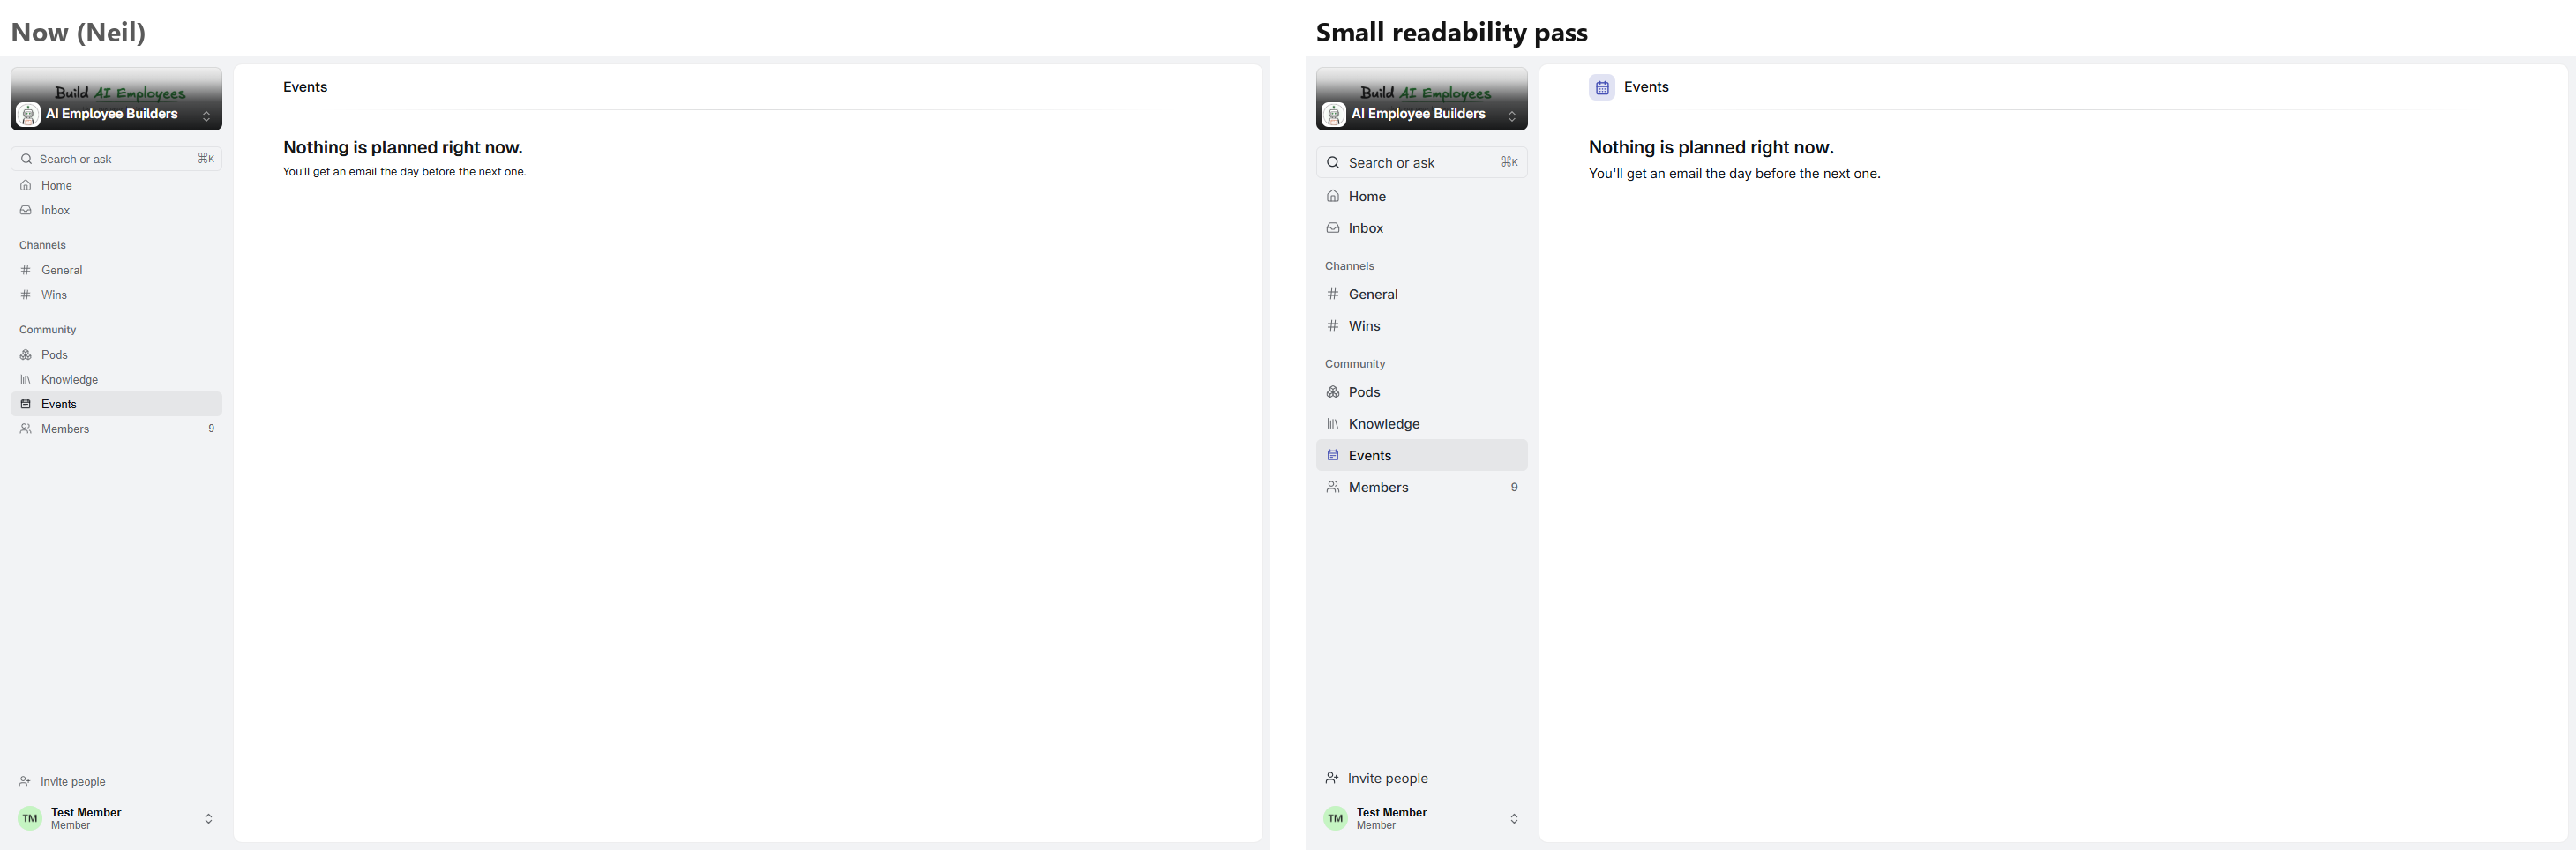 Now (Neil)
Build AI Employees
AI Employee Builders
Search or ask ⌘K
Home
Inbox
Channels
General
Wins
Community
Pods
Knowledge
Events
Members 9
Invite people
TM
Test Member
Member
Events
Nothing is planned right now.
You'll get an email the day before the next one.
Small readability pass
Build AI Employees
AI Employee Builders
Search or ask ⌘K
Home
Inbox
Channels
General
Wins
Community
Pods
Knowledge
Events
Members 9
Invite people
TM
Test Member
Member
Events
Nothing is planned right now.
You'll get an email the day before the next one.